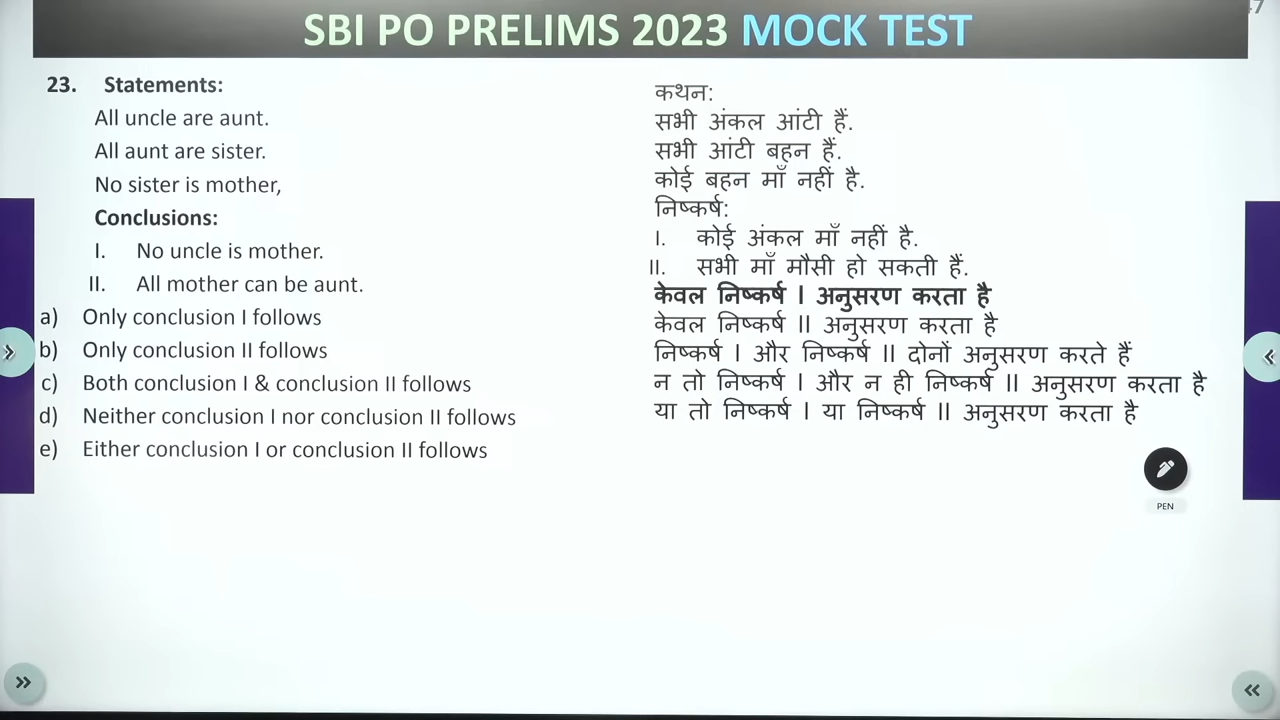 SBI PO PRELIMS 2023 MOCK TEST
23. Statements:
All uncle are aunt.
All aunt are sister.
No sister is mother,
Conclusions:
I. No uncle is mother.
II. All mother can be aunt.
a) Only conclusion I follows
b) Only conclusion II follows
c) Both conclusion I & conclusion II follows
d) Neither conclusion I nor conclusion II follows
e) Either conclusion I or conclusion II follows
कथन:
सभी अंकल आंटी हैं.
सभी आंटी बहन हैं.
कोई बहन माँ नहीं है.
निष्कर्ष:
I. कोई अंकल माँ नहीं है.
II. सभी माँ मौसी हो सकती हैं.
केवल निष्कर्ष I अनुसरण करता है
केवल निष्कर्ष II अनुसरण करता है
निष्कर्ष I और निष्कर्ष II दोनों अनुसरण करते हैं
न तो निष्कर्ष I और न ही निष्कर्ष II अनुसरण करता है
या तो निष्कर्ष I या निष्कर्ष II अनुसरण करता है
PEN